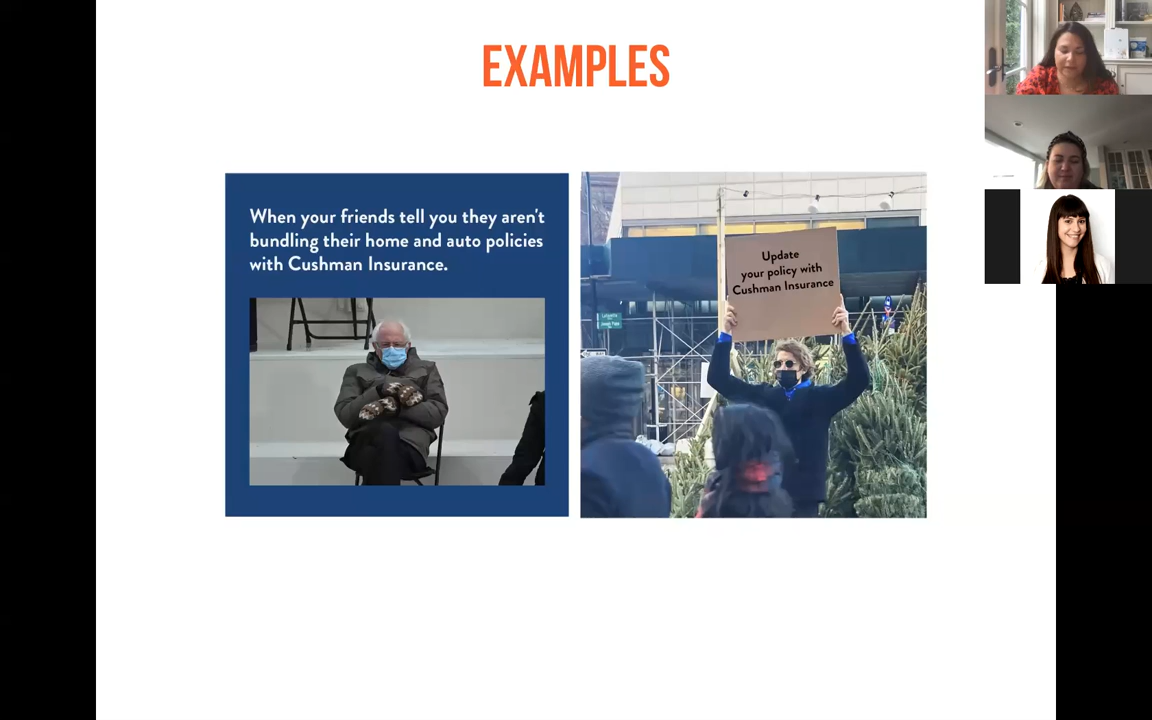 EXAMPLES
When your friends tell you they aren't
bundling their home and auto policies
with Cushman Insurance.
Update
your policy with
Cushman Insurance